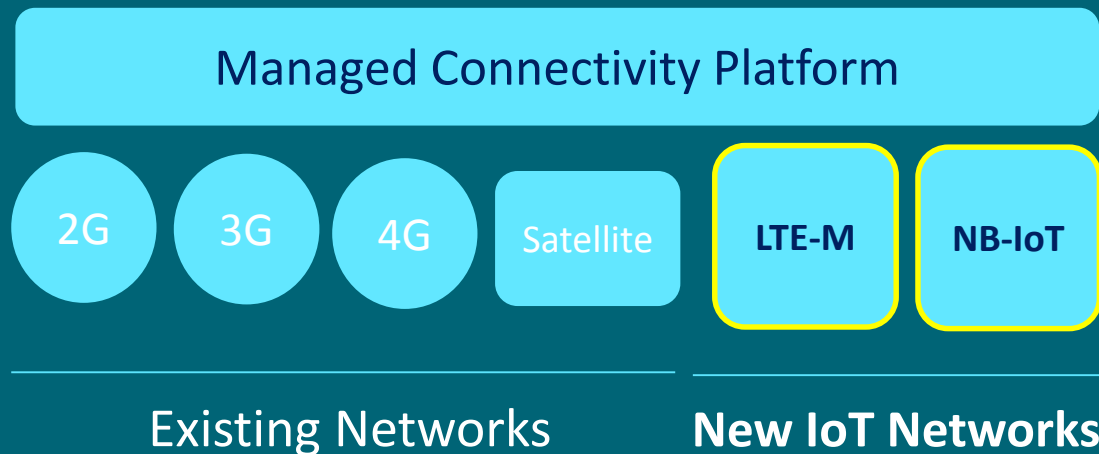 Managed Connectivity Platform
2G
3G
4G
Satellite
LTE-M
NB-IoT
Existing Networks
New IoT Networks